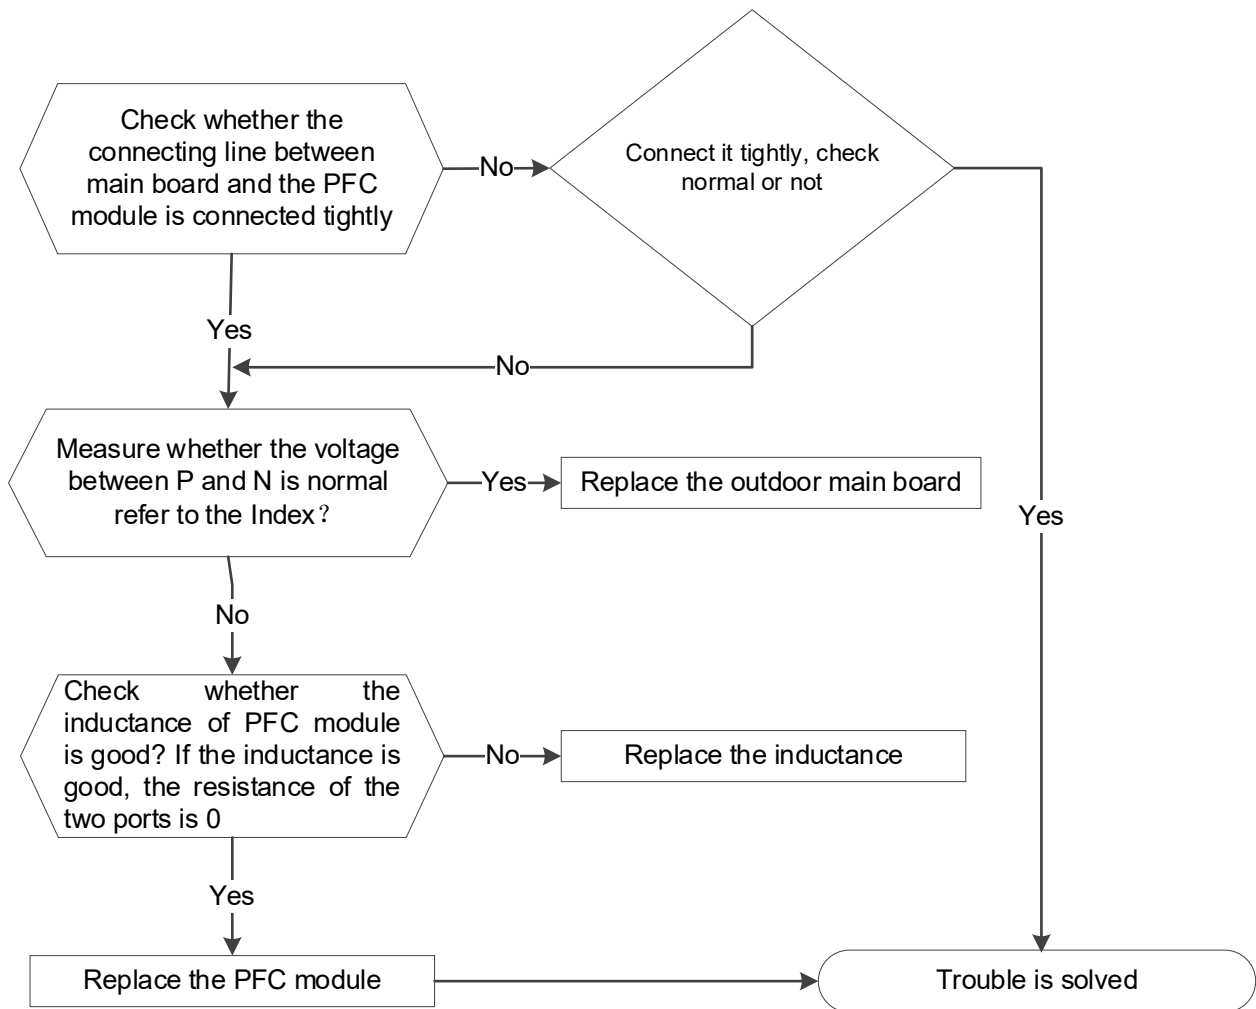 Check whether the
connecting line between
main board and the PFC
module is connected tightly
No
Connect it tightly, check
normal or not
Yes
No
Measure whether the voltage
between P and N is normal
refer to the Index？
Yes
Replace the outdoor main board
Yes
No
Check whether the
inductance of PFC module
is good? If the inductance is
good, the resistance of the
two ports is 0
No
Replace the inductance
Yes
Replace the PFC module
Trouble is solved